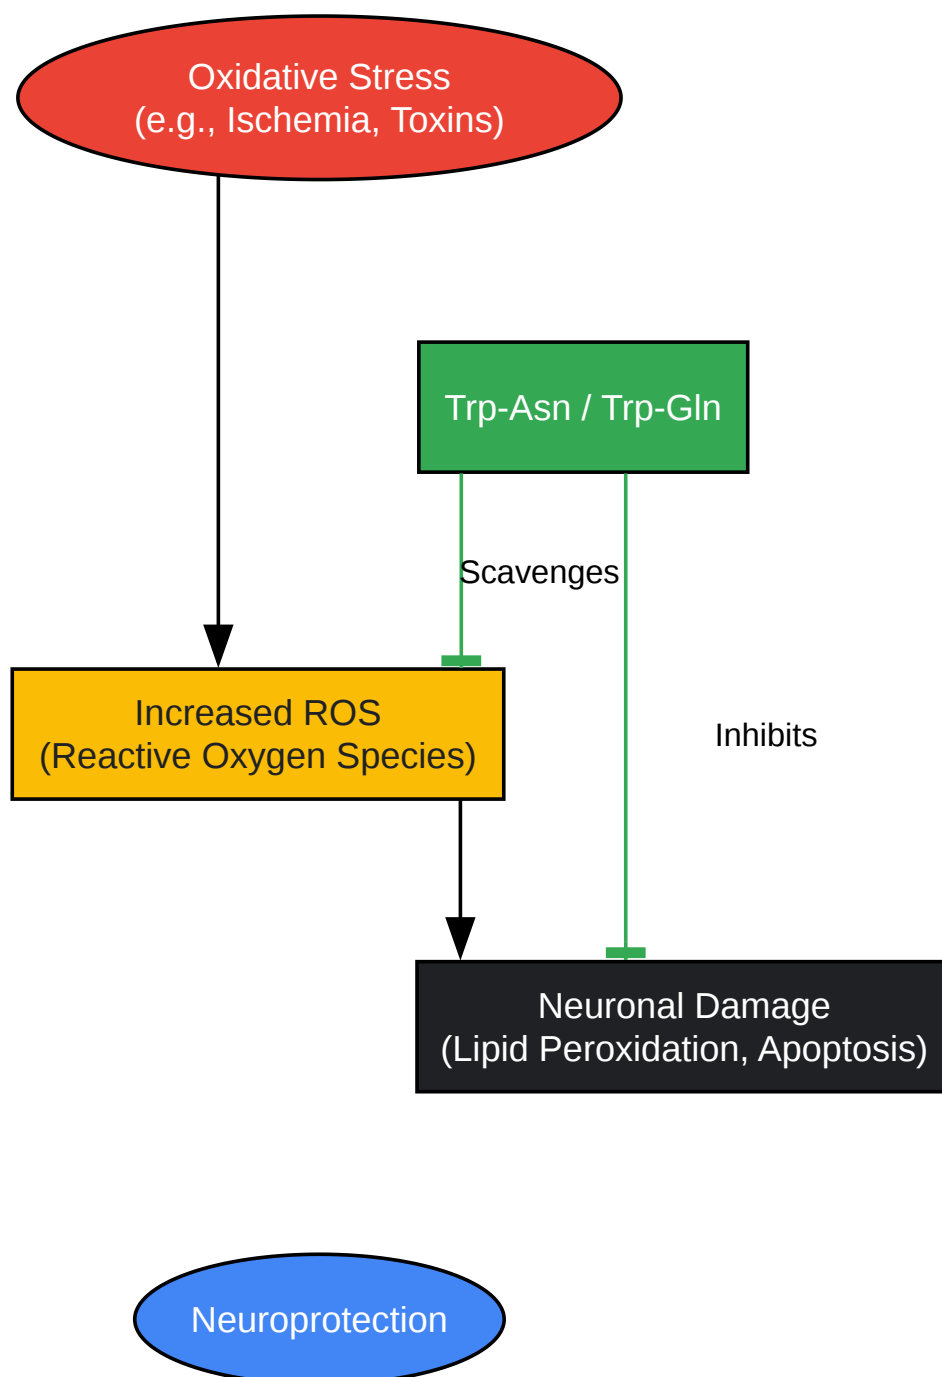 Oxidative Stress
(e.g., Ischemia, Toxins)
Trp-Asn / Trp-Gln
Scavenges
Increased ROS
(Reactive Oxygen Species)
Inhibits
Neuronal Damage
(Lipid Peroxidation, Apoptosis)
Neuroprotection